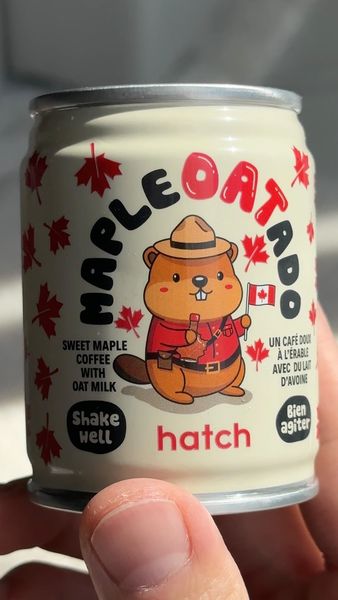 MAPLEOATADO
SWEET MAPLE
COFFEE
WITH
OAT MILK
Shake
well
UN CAFÉ DOUX
À L'ÉRABLE
AVEC DU LAIT
D'AVOINE
Bien
agiter
hatch